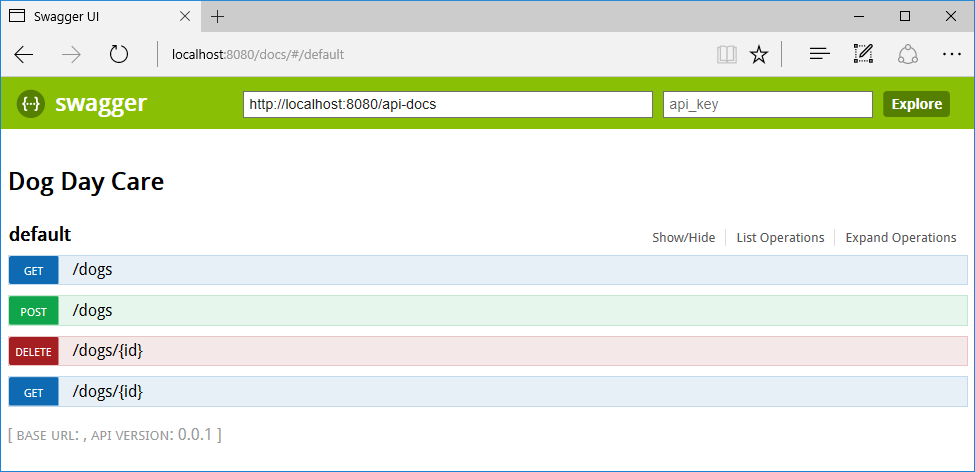 Swagger UI
localhost:8080/docs/#/default
{··} swagger http://localhost:8080/api-docs api_key Explore
Dog Day Care
default Show/Hide List Operations Expand Operations
GET /dogs
POST /dogs
DELETE /dogs/{id}
GET /dogs/{id}
[ BASE URL: , API VERSION: 0.0.1 ]